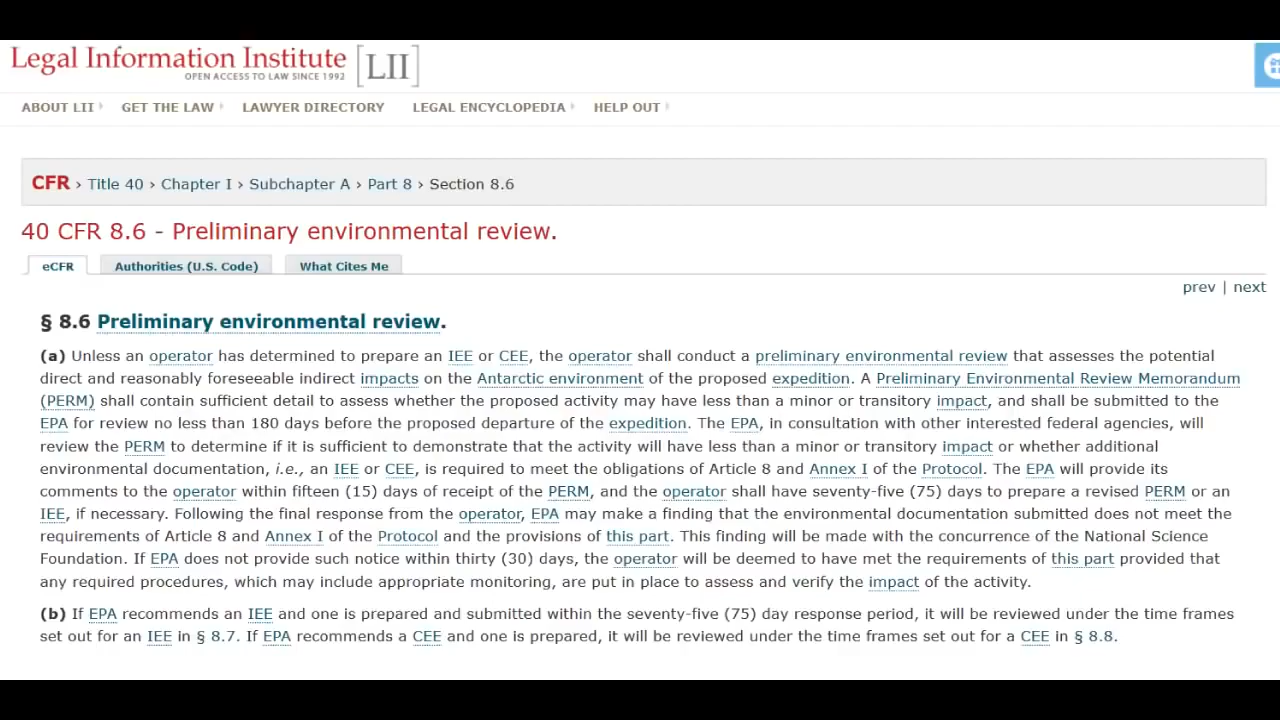 Legal Information Institute [LII]
OPEN ACCESS TO LAW SINCE 1992
ABOUT LII GET THE LAW LAWYER DIRECTORY LEGAL ENCYCLOPEDIA HELP OUT
CFR › Title 40 › Chapter I › Subchapter A › Part 8 › Section 8.6
40 CFR 8.6 - Preliminary environmental review.
eCFR Authorities (U.S. Code) What Cites Me
prev | next
§ 8.6 Preliminary environmental review.
(a) Unless an operator has determined to prepare an IEE or CEE, the operator shall conduct a preliminary environmental review that assesses the potential
direct and reasonably foreseeable indirect impacts on the Antarctic environment of the proposed expedition. A Preliminary Environmental Review Memorandum
(PERM) shall contain sufficient detail to assess whether the proposed activity may have less than a minor or transitory impact, and shall be submitted to the
EPA for review no less than 180 days before the proposed departure of the expedition. The EPA, in consultation with other interested federal agencies, will
review the PERM to determine if it is sufficient to demonstrate that the activity will have less than a minor or transitory impact or whether additional
environmental documentation, i.e., an IEE or CEE, is required to meet the obligations of Article 8 and Annex I of the Protocol. The EPA will provide its
comments to the operator within fifteen (15) days of receipt of the PERM, and the operator shall have seventy-five (75) days to prepare a revised PERM or an
IEE, if necessary. Following the final response from the operator, EPA may make a finding that the environmental documentation submitted does not meet the
requirements of Article 8 and Annex I of the Protocol and the provisions of this part. This finding will be made with the concurrence of the National Science
Foundation. If EPA does not provide such notice within thirty (30) days, the operator will be deemed to have met the requirements of this part provided that
any required procedures, which may include appropriate monitoring, are put in place to assess and verify the impact of the activity.
(b) If EPA recommends an IEE and one is prepared and submitted within the seventy-five (75) day response period, it will be reviewed under the time frames
set out for an IEE in § 8.7. If EPA recommends a CEE and one is prepared, it will be reviewed under the time frames set out for a CEE in § 8.8.